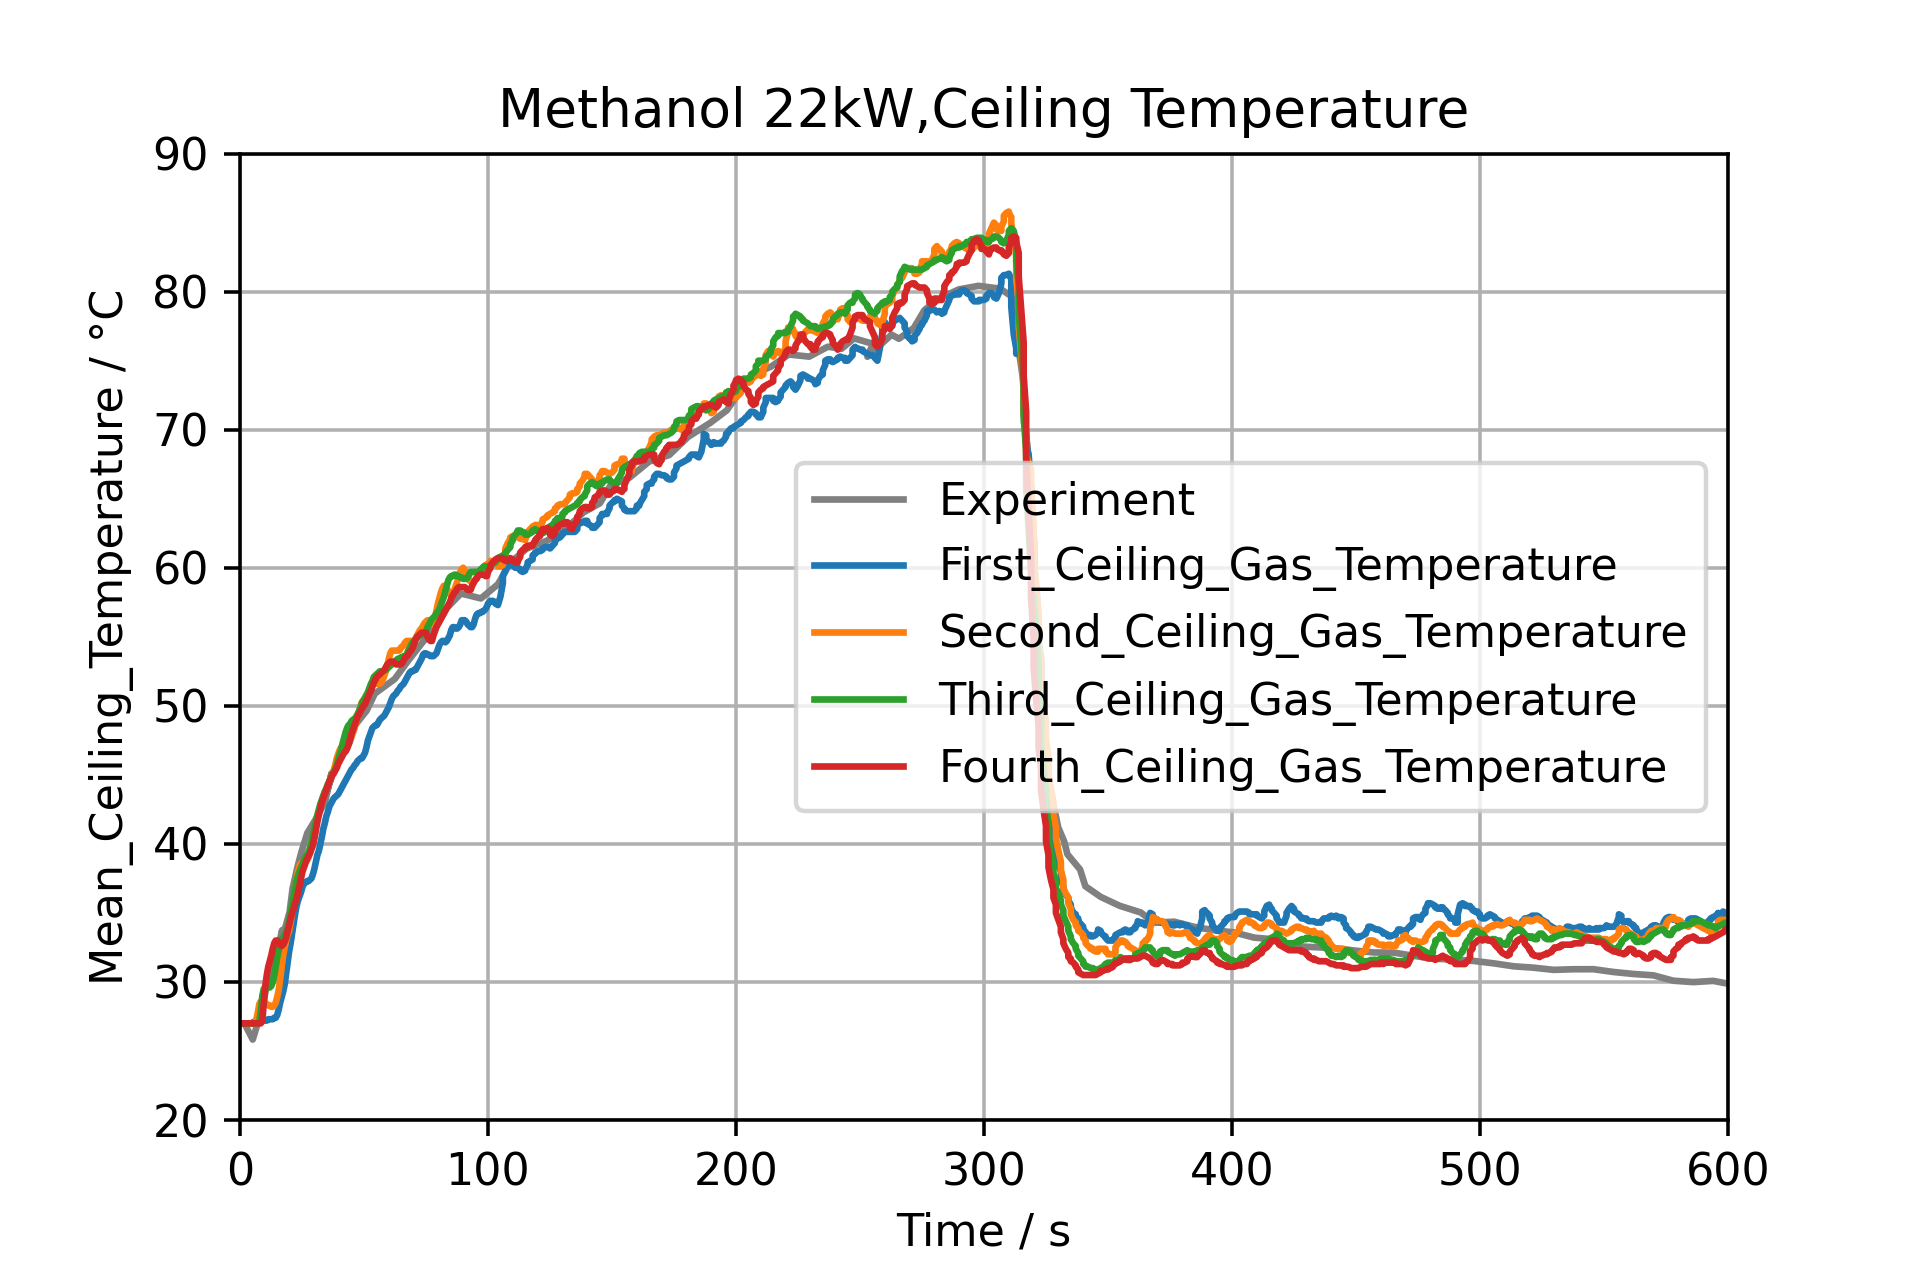 Methanol 22kW,Ceiling Temperature
Mean_Ceiling_Temperature / °C
90
80
70
60
50
40
30
20
Experiment
First_Ceiling_Gas_Temperature
Second_Ceiling_Gas_Temperature
Third_Ceiling_Gas_Temperature
Fourth_Ceiling_Gas_Temperature
0 100 200 300 400 500 600
Time / s